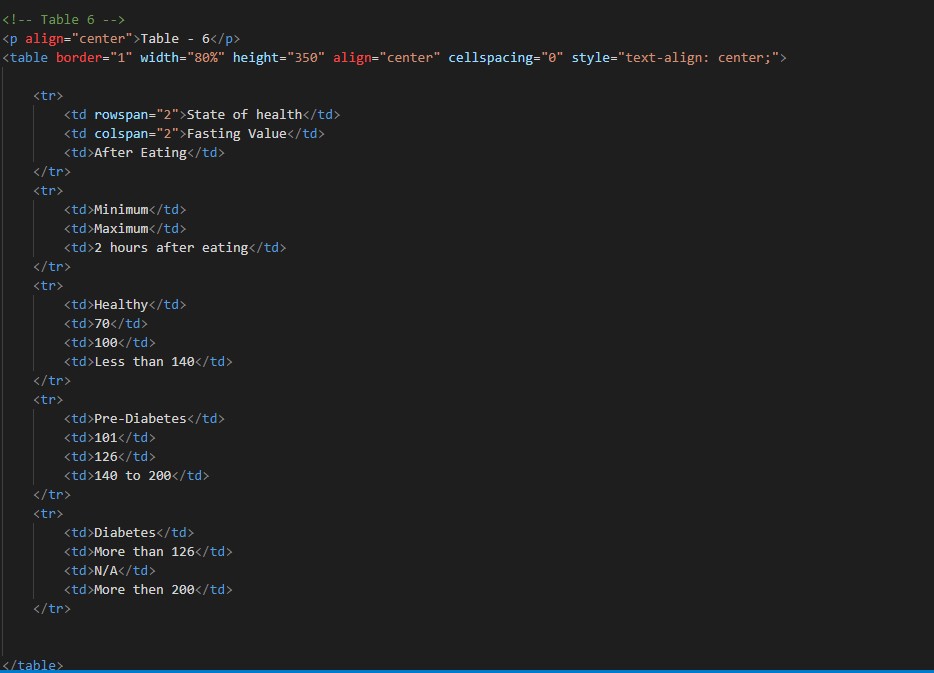 <!-- Table 6 -->
<p align="center">Table - 6</p>
<table border="1" width="80%" height="350" align="center" cellspacing="0" style="text-align: center;">
<tr>
<td rowspan="2">State of health</td>
<td colspan="2">Fasting Value</td>
<td>After Eating</td>
</tr>
<tr>
<td>Minimum</td>
<td>Maximum</td>
<td>2 hours after eating</td>
</tr>
<tr>
<td>Healthy</td>
<td>70</td>
<td>100</td>
<td>Less than 140</td>
</tr>
<tr>
<td>Pre-Diabetes</td>
<td>101</td>
<td>126</td>
<td>140 to 200</td>
</tr>
<tr>
<td>Diabetes</td>
<td>More than 126</td>
<td>N/A</td>
<td>More then 200</td>
</tr>
</table>